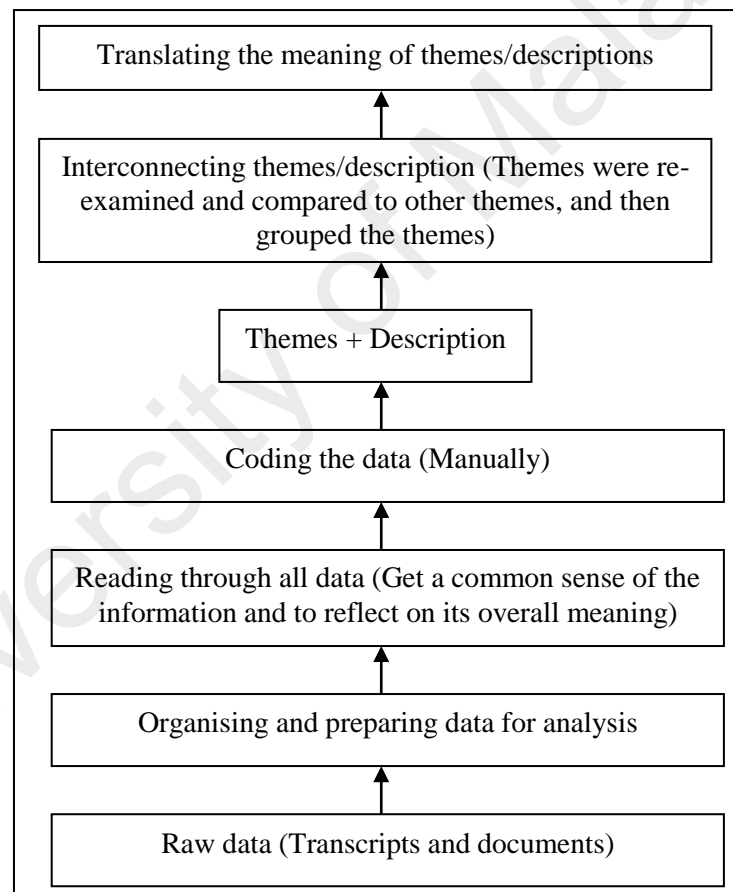 Translating the meaning of themes/descriptions
Interconnecting themes/description (Themes were re-
examined and compared to other themes, and then
grouped the themes)
Themes + Description
Coding the data (Manually)
Reading through all data (Get a common sense of the
information and to reflect on its overall meaning)
Organising and preparing data for analysis
Raw data (Transcripts and documents)
versity of Mala